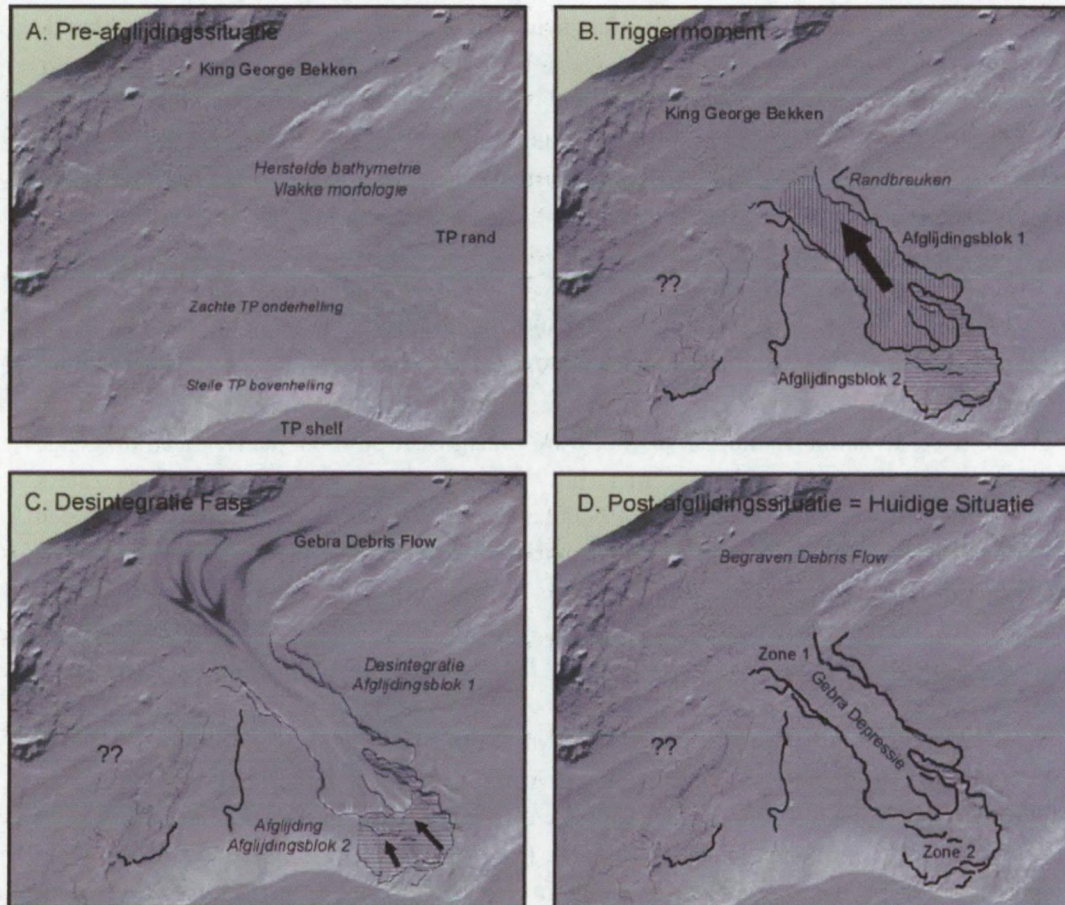 A. Pre-afglijdingssituatie
King George Bekken
Herstelde bathymetrie
Vlakke morfologie
TP rand
Zachte TP onderhelling
Steile TP bovenhelling
TP shelf
B. Triggermoment
King George Bekken
Randbreuken
Afglijdingsblok 1
??
Afglijdingsblok 2
C. Desintegratie Fase
Gebra Debris Flow
Desintegratie
Afglijdingsblok 1
??
Afglijding
Afglijdingsblok 2
D. Post-afglijdingssituatie = Huidige Situatie
Begraven Debris Flow
Zone 1
Gebra Depressie
??
Zone 2